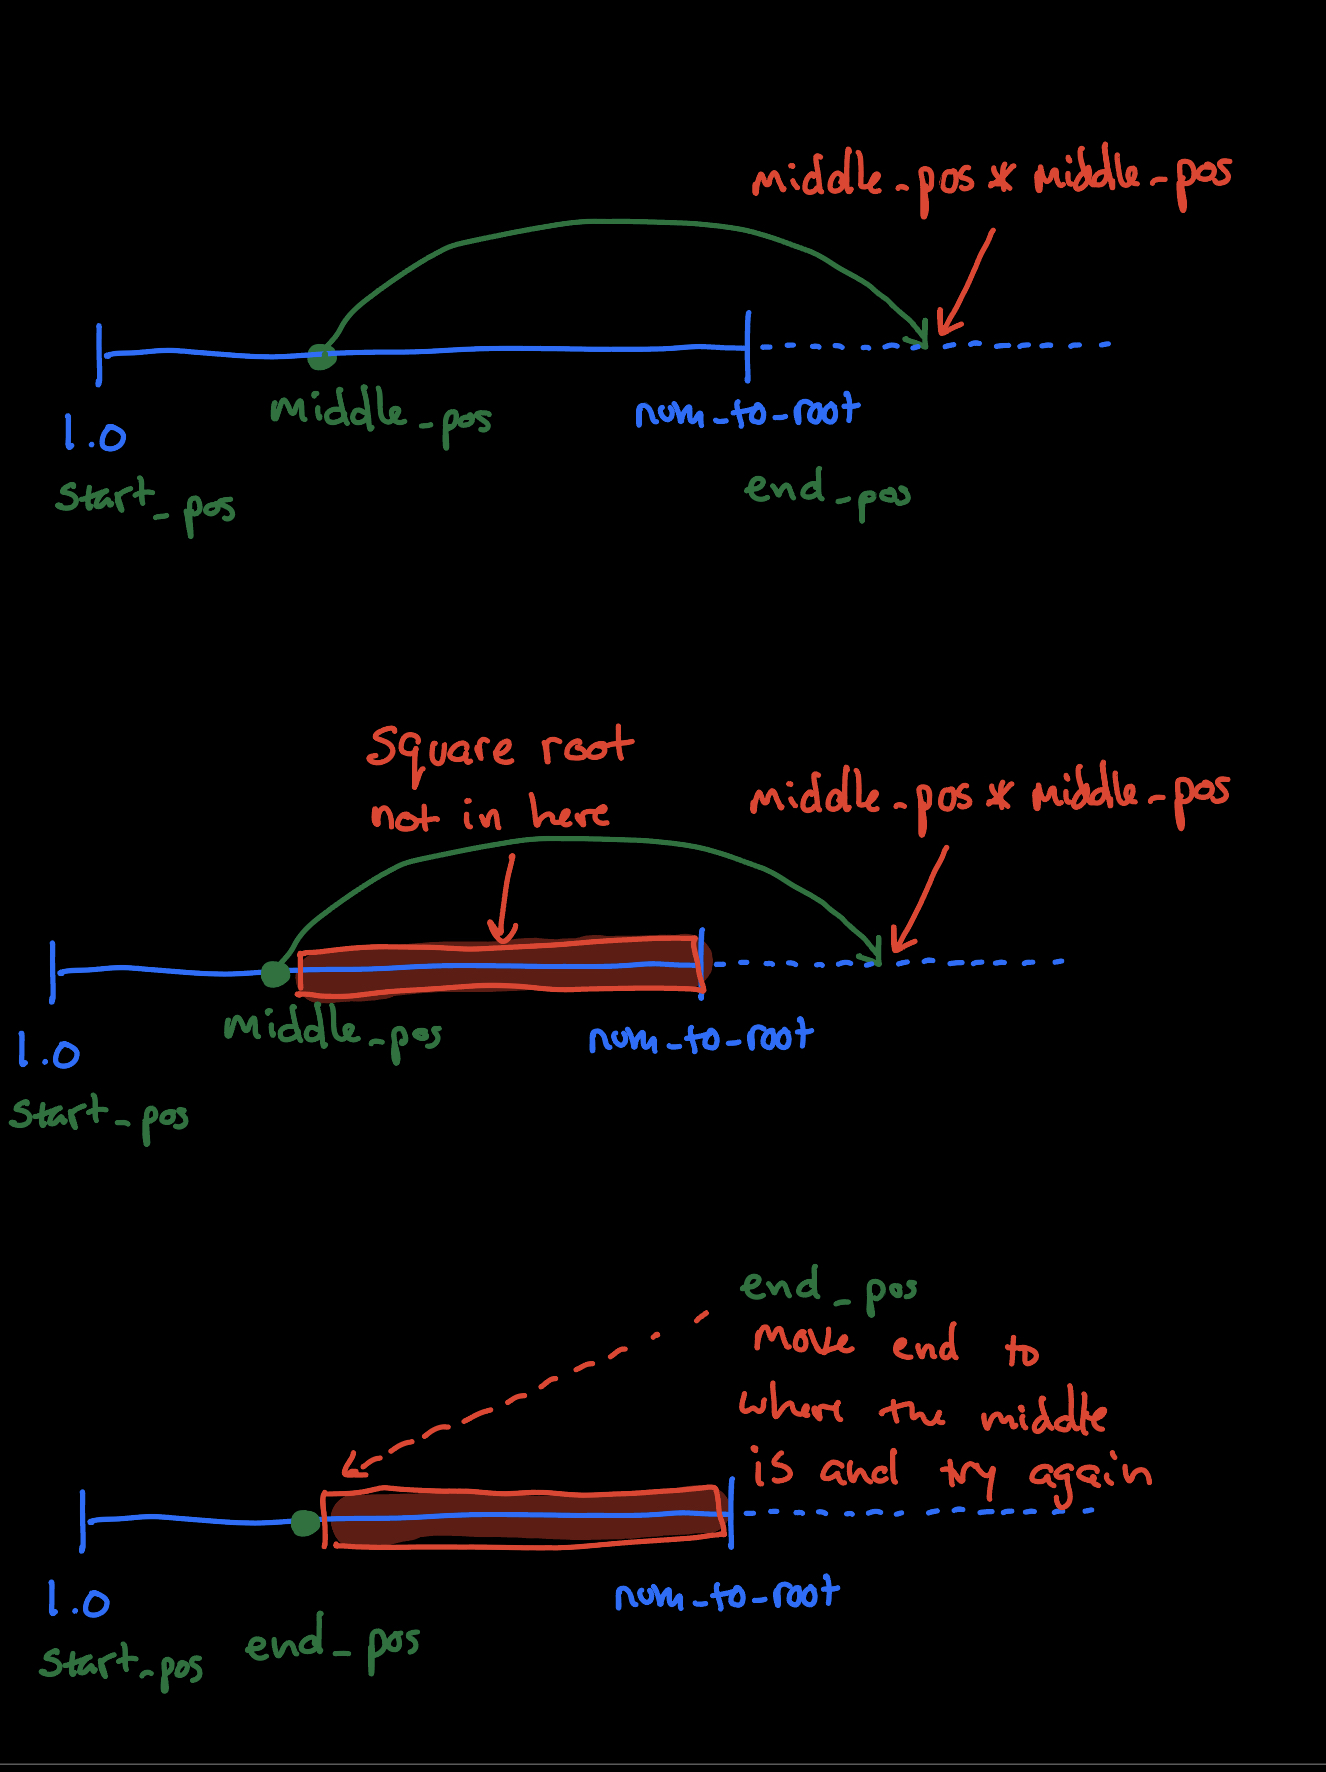 middle_pos * middle_pos
middle_pos
num_to_root
1.0
start_pos
end_pos
square root
not in here
middle_pos * middle_pos
middle_pos
num_to_root
1.0
start_pos
end_pos
move end to
where the middle
is and try again
1.0
num_to_root
start_pos
end_pos